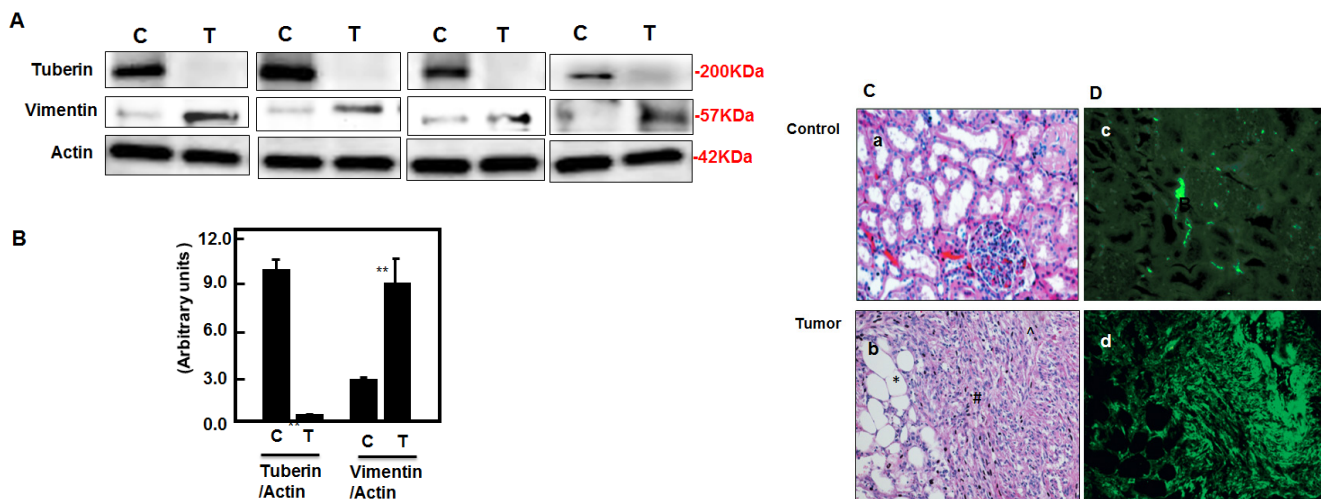 A
C T C T C T C T
Tuberin -200KDa
Vimentin -57KDa
Actin -42KDa
B
(Arbitrary units)
12.0
9.0
6.0
3.0
0.0
**
**
C T C T
Tuberin
/Actin
Vimentin
/Actin
C D
Control
a
c
Tumor
b
*
#
^
d